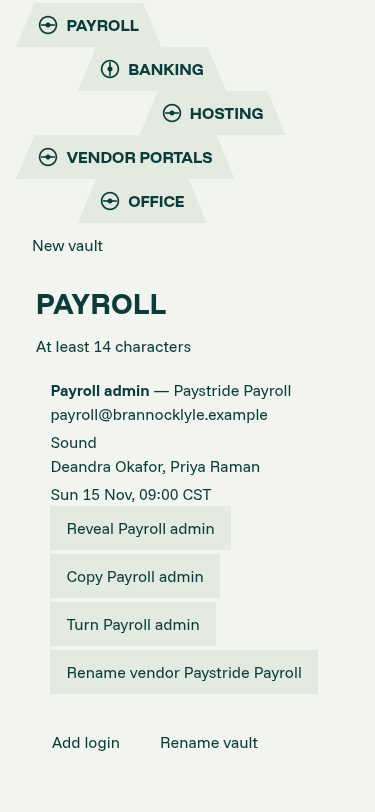 PAYROLL
BANKING
HOSTING
VENDOR PORTALS
OFFICE
New vault
PAYROLL
At least 14 characters
Payroll admin — Paystride Payroll
payroll@brannocklyle.example
Sound
Deandra Okafor, Priya Raman
Sun 15 Nov, 09:00 CST
Reveal Payroll admin
Copy Payroll admin
Turn Payroll admin
Rename vendor Paystride Payroll
Add login Rename vault